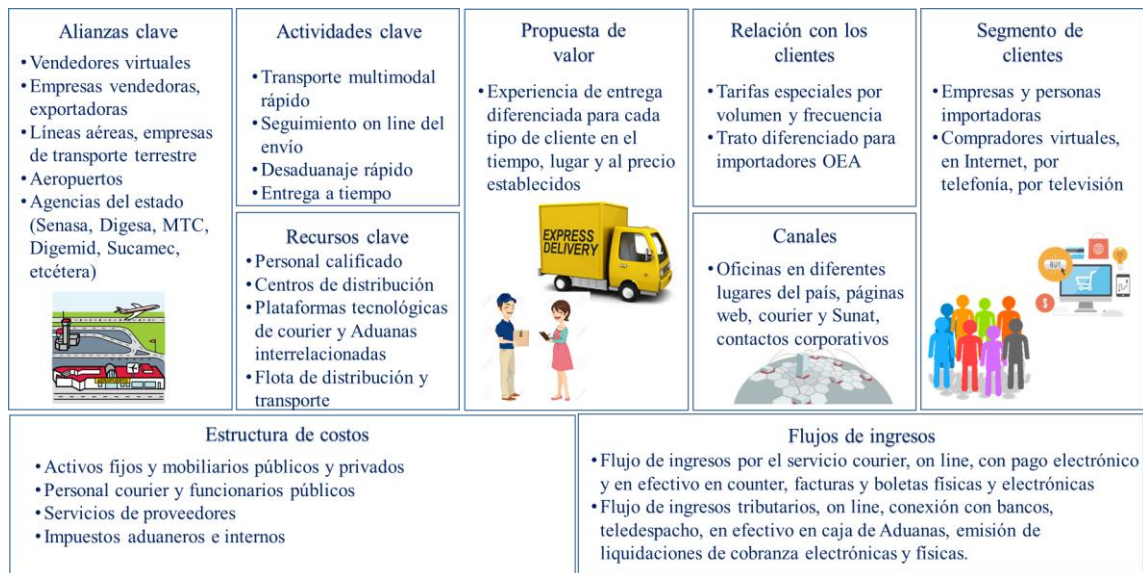 Alianzas clave
• Vendedores virtuales
• Empresas vendedoras,
exportadoras
• Líneas aéreas, empresas
de transporte terrestre
• Aeropuertos
• Agencias del estado
(Senasa, Digesa, MTC,
Digemid, Sucamec,
etcétera)
Actividades clave
• Transporte multimodal
rápido
• Seguimiento on line del
envío
• Desaduanaje rápido
• Entrega a tiempo
Recursos clave
• Personal calificado
• Centros de distribución
• Plataformas tecnológicas
de courier y Aduanas
interrelacionadas
• Flota de distribución y
transporte
Propuesta de
valor
• Experiencia de entrega
diferenciada para cada
tipo de cliente en el
tiempo, lugar y al precio
establecidos
EXPRESS
DELIVERY
Relación con los
clientes
• Tarifas especiales por
volumen y frecuencia
• Trato diferenciado para
importadores OEA
Canales
• Oficinas en diferentes
lugares del país, páginas
web, courier y Sunat,
contactos corporativos
Segmento de
clientes
• Empresas y personas
importadoras
• Compradores virtuales,
en Internet, por
telefonía, por televisión
BUY
$
Estructura de costos
• Activos fijos y mobiliarios públicos y privados
• Personal courier y funcionarios públicos
• Servicios de proveedores
• Impuestos aduaneros e internos
Flujos de ingresos
• Flujo de ingresos por el servicio courier, on line, con pago electrónico
y en efectivo en counter, facturas y boletas físicas y electrónicas
• Flujo de ingresos tributarios, on line, conexión con bancos,
teledespacho, en efectivo en caja de Aduanas, emisión de
liquidaciones de cobranza electrónicas y físicas.